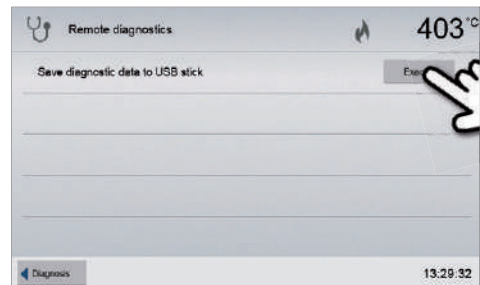 Remote diagnostics 403 °C
Save diagnostic data to USB stick
Diagnosis 13:29:32